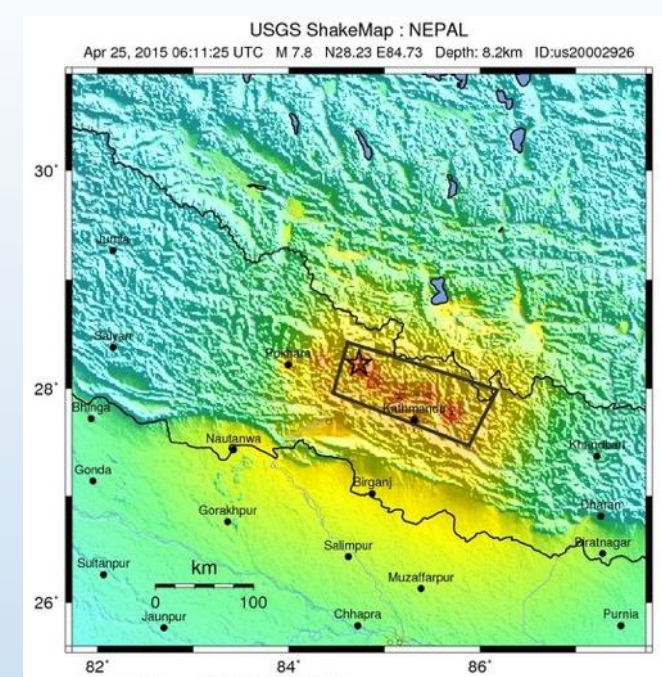 USGS ShakeMap : NEPAL
Apr 25, 2015 06:11:25 UTC M 7.8 N28.23 E84.73 Depth: 8.2km ID:us20002926
30°
Jumla
Salyan
Pokhara
28°
Kathmandu
Bhinga
Nautanwa
Khandbari
Gonda
Birganj
Dharan
Gorakhpur
Biratnagar
Salimpur
Sultanpur
km
Muzaffarpur
0 100
26°
Jaunpur
Chhapra
Purnia
82° 84° 86°